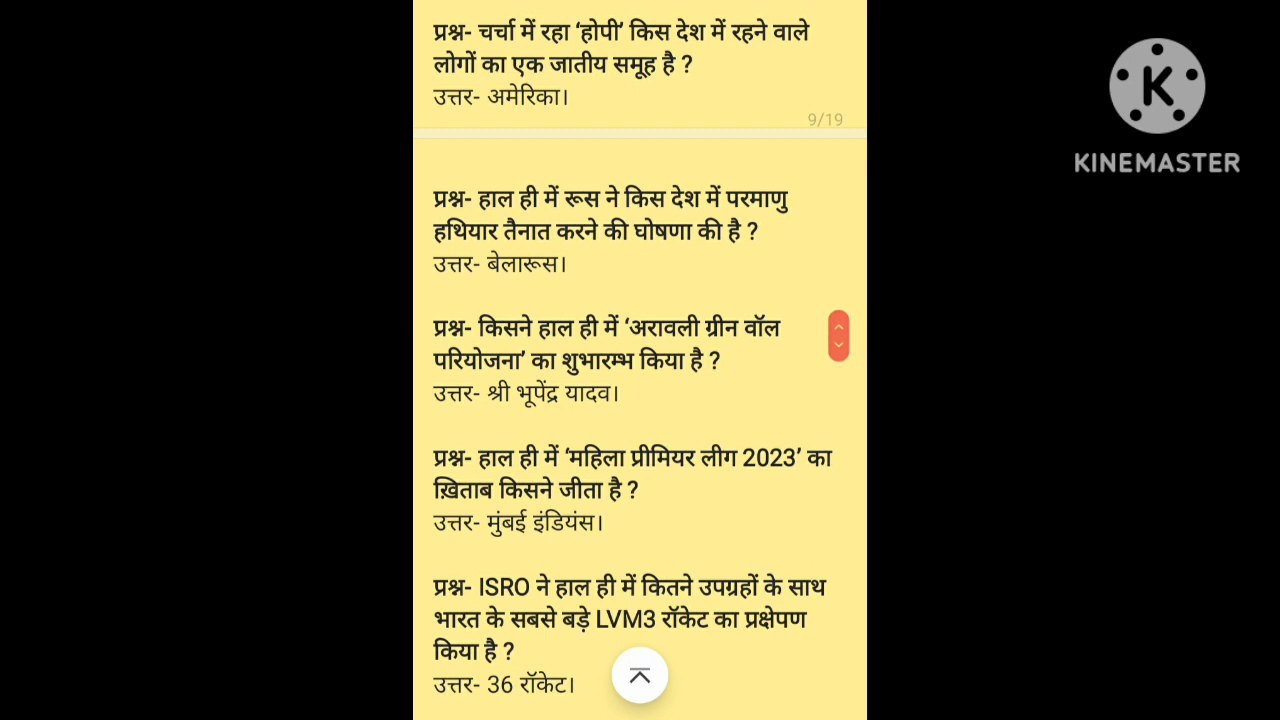 प्रश्न- चर्चा में रहा ‘होपी’ किस देश में रहने वाले
लोगों का एक जातीय समूह है ?
उत्तर- अमेरिका।
9/19
K
KINEMASTER
प्रश्न- हाल ही में रूस ने किस देश में परमाणु
हथियार तैनात करने की घोषणा की है ?
उत्तर- बेलारूस।
प्रश्न- किसने हाल ही में ‘अरावली ग्रीन वॉल
परियोजना’ का शुभारम्भ किया है ?
उत्तर- श्री भूपेंद्र यादव।
प्रश्न- हाल ही में ‘महिला प्रीमियर लीग 2023’ का
ख़िताब किसने जीता है ?
उत्तर- मुंबई इंडियंस।
प्रश्न- ISRO ने हाल ही में कितने उपग्रहों के साथ
भारत के सबसे बड़े LVM3 रॉकेट का प्रक्षेपण
किया है ?
उत्तर- 36 रॉकेट।